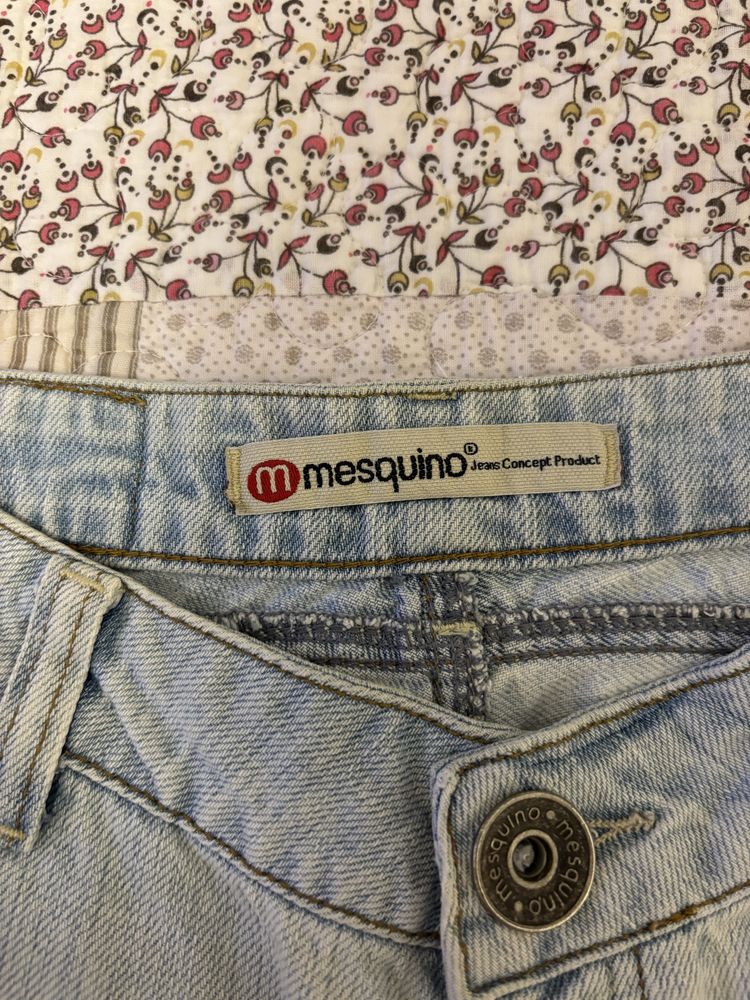 m mesquino® Jeans Concept Product
mesquino • mesquino •